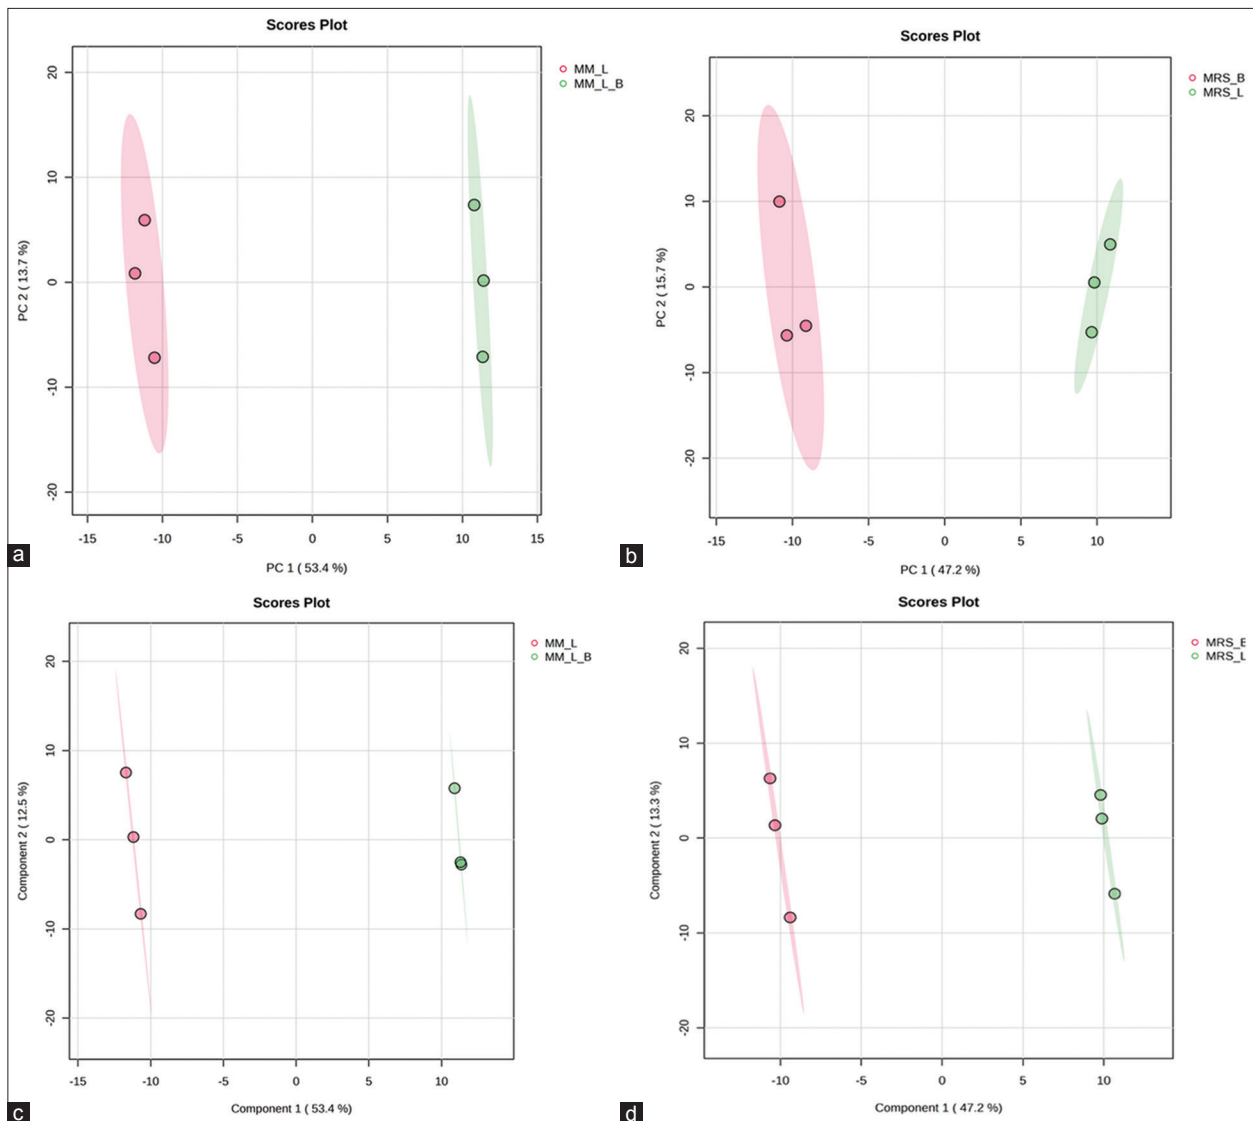 Scores Plot
MM_L
MM_L_B
20
10
0
-10
-20
PC 2 ( 13.7 %)
-15 -10 -5 0 5 10 15
PC 1 ( 53.4 %)
a
Scores Plot
MRS_B
MRS_L
20
10
0
-10
-20
PC 2 ( 15.7 %)
-15 -10 -5 0 5 10
PC 1 ( 47.2 %)
b
Scores Plot
MM_L
MM_L_B
20
10
0
-10
-20
Component 2 ( 12.5 %)
-15 -10 -5 0 5 10
Component 1 ( 53.4 %)
c
Scores Plot
MRS_B
MRS_L
20
10
0
-10
-20
Component 2 ( 13.3 %)
-10 -5 0 5 10
Component 1 ( 47.2 %)
d